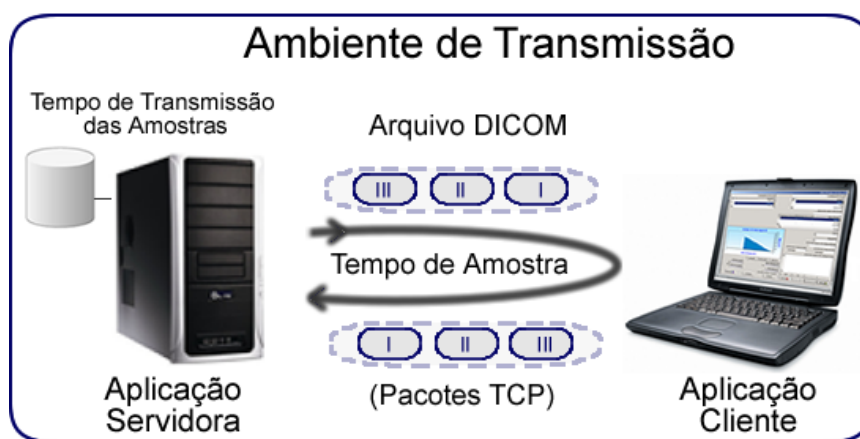 Ambiente de Transmissão
Tempo de Transmissão
das Amostras
Arquivo DICOM
III II I
Tempo de Amostra
I II III
(Pacotes TCP)
Aplicação
Servidora
Aplicação
Cliente